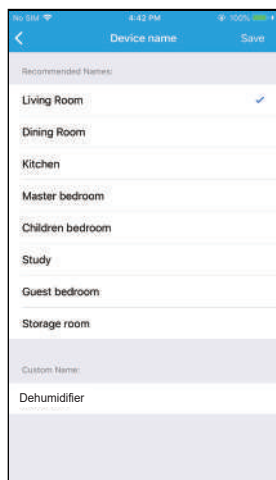 No SIM 4:42 PM 100%
Device name Save
Recommended Names:
Living Room
Dining Room
Kitchen
Master bedroom
Children bedroom
Study
Guest bedroom
Storage room
Custom Name:
Dehumidifier